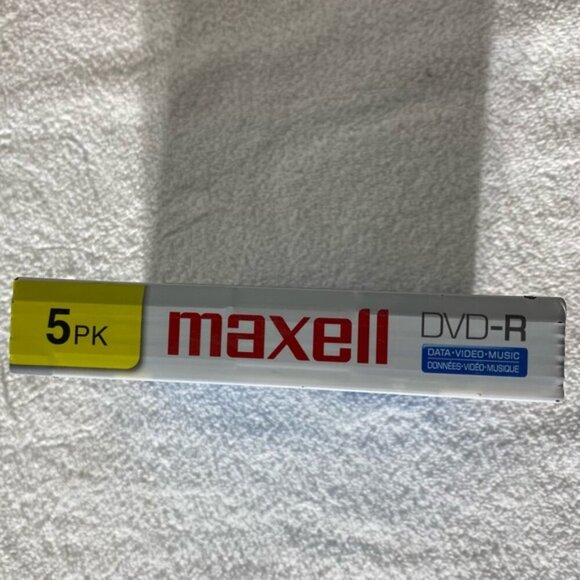 5PK
maxell
DVD-R
DATA•VIDEO•MUSIC
DONNÉES•VIDÉO•MUSIQUE